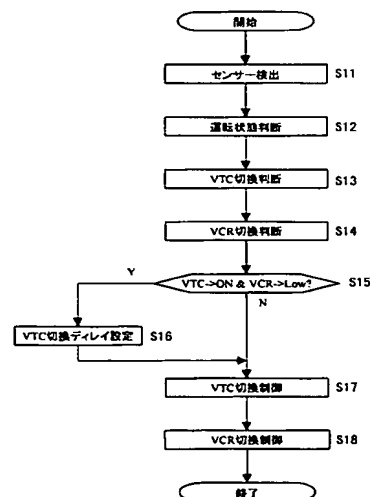 開始
センサー検出 S11
運転状態判断 S12
VTC切換判断 S13
VCR切換判断 S14
VTC->ON & VCR->Low? S15
Y
N
VTC切換ディレイ設定 S16
VTC切換制御 S17
VCR切換制御 S18
終了